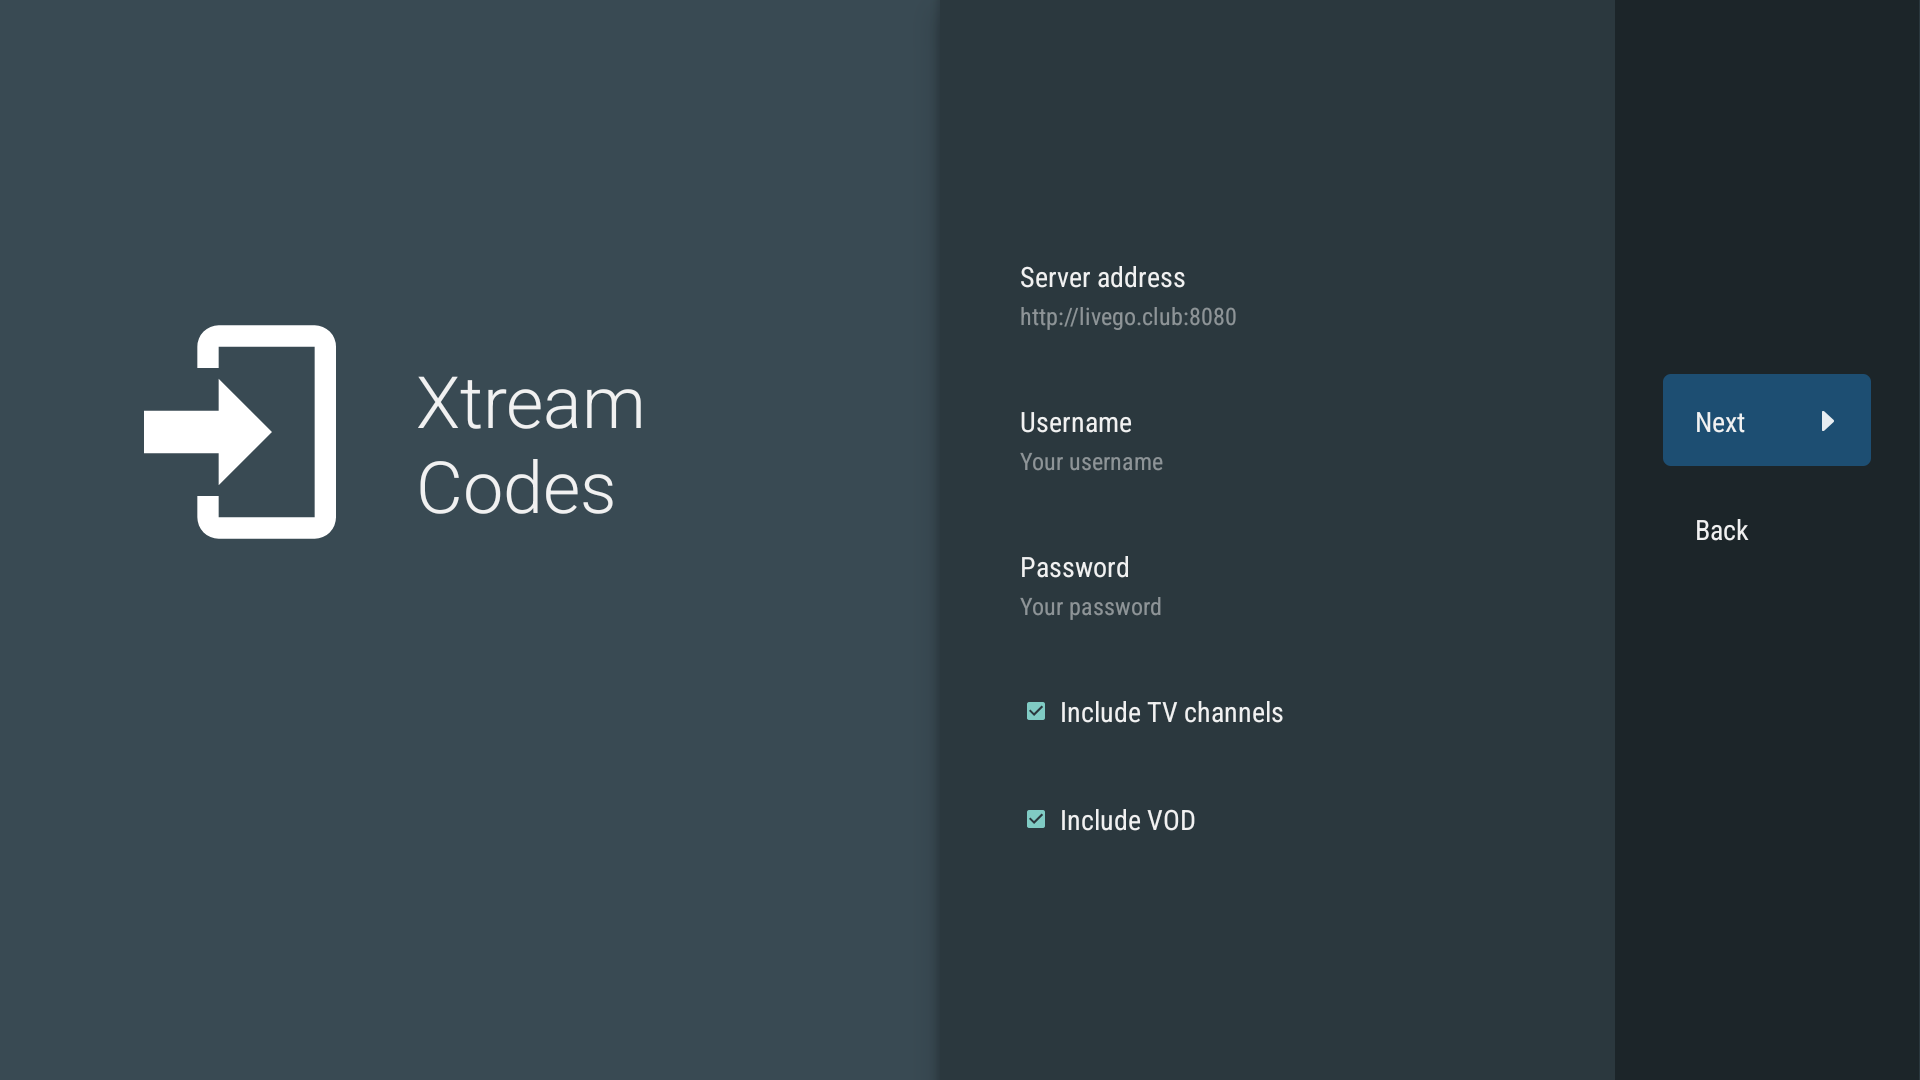 Xtream
Codes
Server address
http://livego.club:8080
Username
Your username
Password
Your password
Include TV channels
Include VOD
Next
Back